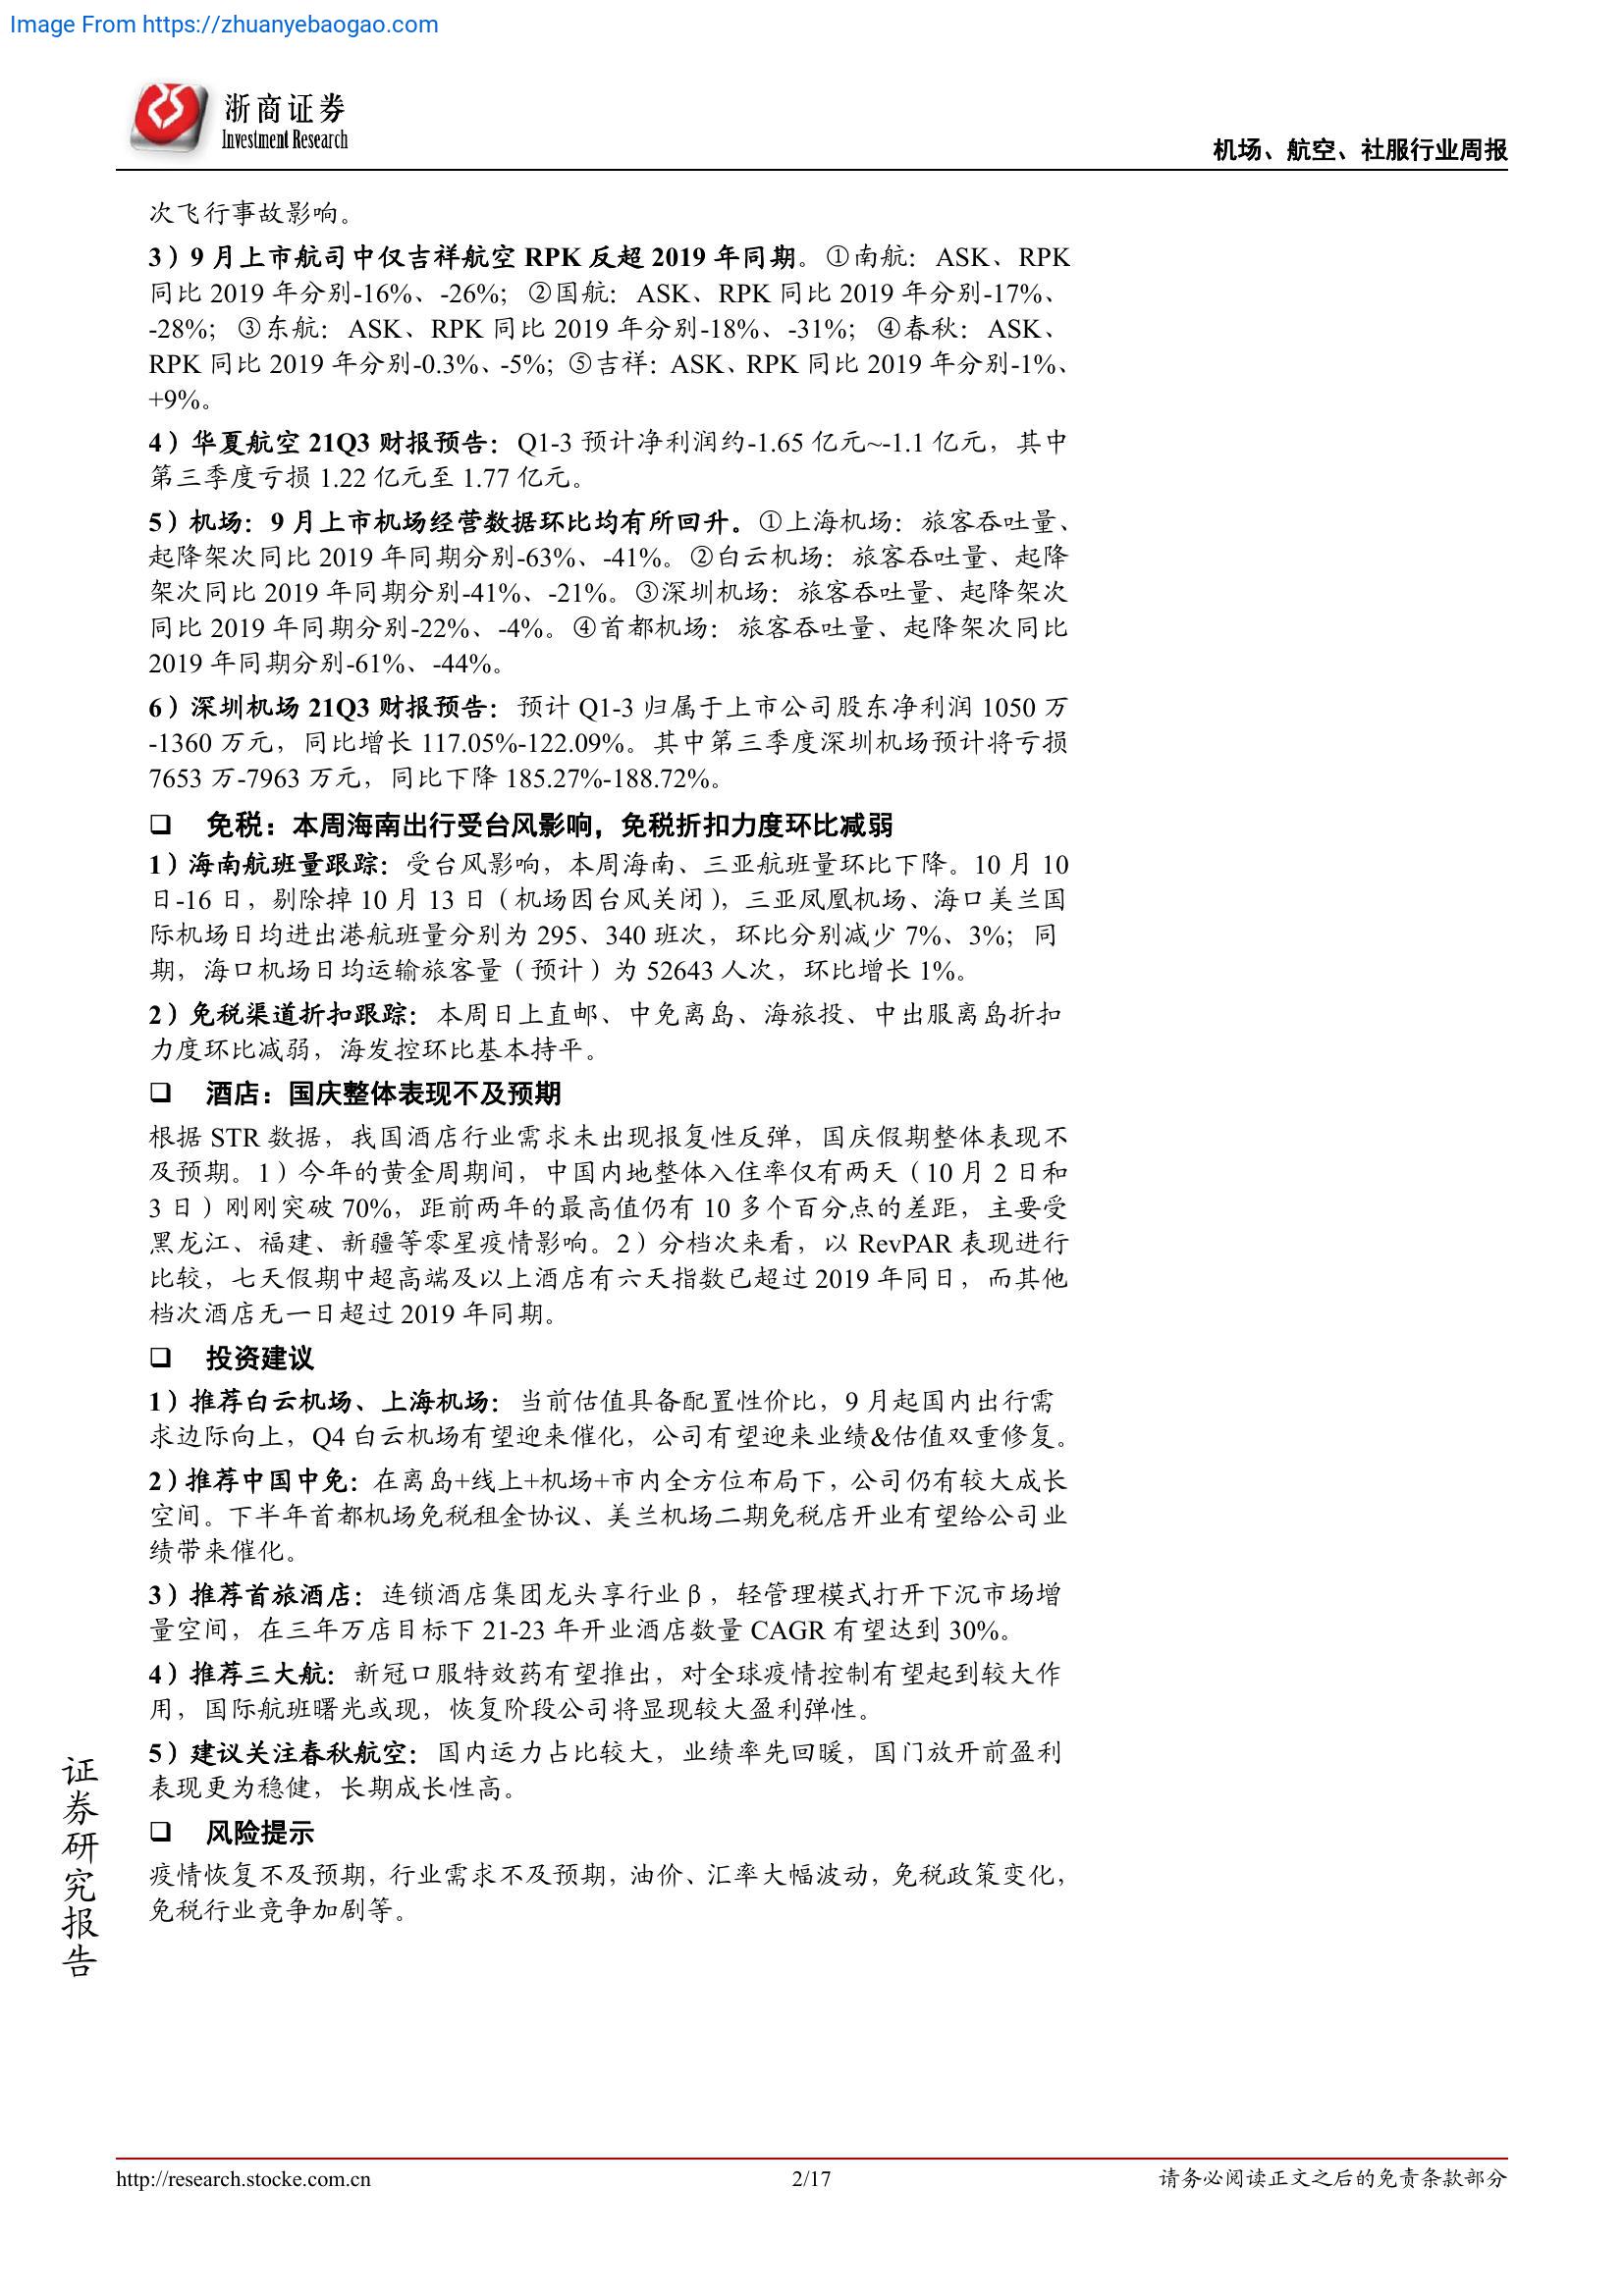 Image From https://zhuanyebaogao.com
浙商证券
Investment Research
机场、航空、社服行业周报
次飞行事故影响。
3）9 月上市航司中仅吉祥航空 RPK 反超 2019 年同期。①南航：ASK、RPK
同比 2019 年分别-16%、-26%；②国航：ASK、RPK 同比 2019 年分别-17%、
-28%；③东航：ASK、RPK 同比 2019 年分别-18%、-31%；④春秋：ASK、
RPK 同比 2019 年分别-0.3%、-5%；⑤吉祥：ASK、RPK 同比 2019 年分别-1%、
+9%。
4）华夏航空 21Q3 财报预告：Q1-3 预计净利润约-1.65 亿元~-1.1 亿元，其中
第三季度亏损 1.22 亿元至 1.77 亿元。
5）机场：9 月上市机场经营数据环比均有所回升。①上海机场：旅客吞吐量、
起降架次同比 2019 年同期分别-63%、-41%。②白云机场：旅客吞吐量、起降
架次同比 2019 年同期分别-41%、-21%。③深圳机场：旅客吞吐量、起降架次
同比 2019 年同期分别-22%、-4%。④首都机场：旅客吞吐量、起降架次同比
2019 年同期分别-61%、-44%。
6）深圳机场 21Q3 财报预告：预计 Q1-3 归属于上市公司股东净利润 1050 万
-1360 万元，同比增长 117.05%-122.09%。其中第三季度深圳机场预计将亏损
7653 万-7963 万元，同比下降 185.27%-188.72%。
❑ 免税：本周海南出行受台风影响，免税折扣力度环比减弱
1）海南航班量跟踪：受台风影响，本周海南、三亚航班量环比下降。10 月 10
日-16 日，剔除掉 10 月 13 日（机场因台风关闭），三亚凤凰机场、海口美兰国
际机场日均进出港航班量分别为 295、340 班次，环比分别减少 7%、3%；同
期，海口机场日均运输旅客量（预计）为 52643 人次，环比增长 1%。
2）免税渠道折扣跟踪：本周日上直邮、中免离岛、海旅投、中出服离岛折扣
力度环比减弱，海发控环比基本持平。
❑ 酒店：国庆整体表现不及预期
根据 STR 数据，我国酒店行业需求未出现报复性反弹，国庆假期整体表现不
及预期。1）今年的黄金周期间，中国内地整体入住率仅有两天（10 月 2 日和
3 日）刚刚突破 70%，距前两年的最高值仍有 10 多个百分点的差距，主要受
黑龙江、福建、新疆等零星疫情影响。2）分档次来看，以 RevPAR 表现进行
比较，七天假期中超高端及以上酒店有六天指数已超过 2019 年同日，而其他
档次酒店无一日超过 2019 年同期。
❑ 投资建议
1）推荐白云机场、上海机场：当前估值具备配置性价比，9 月起国内出行需
求边际向上，Q4 白云机场有望迎来催化，公司有望迎来业绩&估值双重修复。
2）推荐中国中免：在离岛+线上+机场+市内全方位布局下，公司仍有较大成长
空间。下半年首都机场免税租金协议、美兰机场二期免税店开业有望给公司业
绩带来催化。
3）推荐首旅酒店：连锁酒店集团龙头享行业β，轻管理模式打开下沉市场增
量空间，在三年万店目标下 21-23 年开业酒店数量 CAGR 有望达到 30%。
4）推荐三大航：新冠口服特效药有望推出，对全球疫情控制有望起到较大作
用，国际航班曙光或现，恢复阶段公司将显现较大盈利弹性。
5）建议关注春秋航空：国内运力占比较大，业绩率先回暖，国门放开前盈利
表现更为稳健，长期成长性高。
❑ 风险提示
疫情恢复不及预期，行业需求不及预期，油价、汇率大幅波动，免税政策变化，
免税行业竞争加剧等。
证券研究报告
http://research.stocke.com.cn
2/17
请务必阅读正文之后的免责条款部分